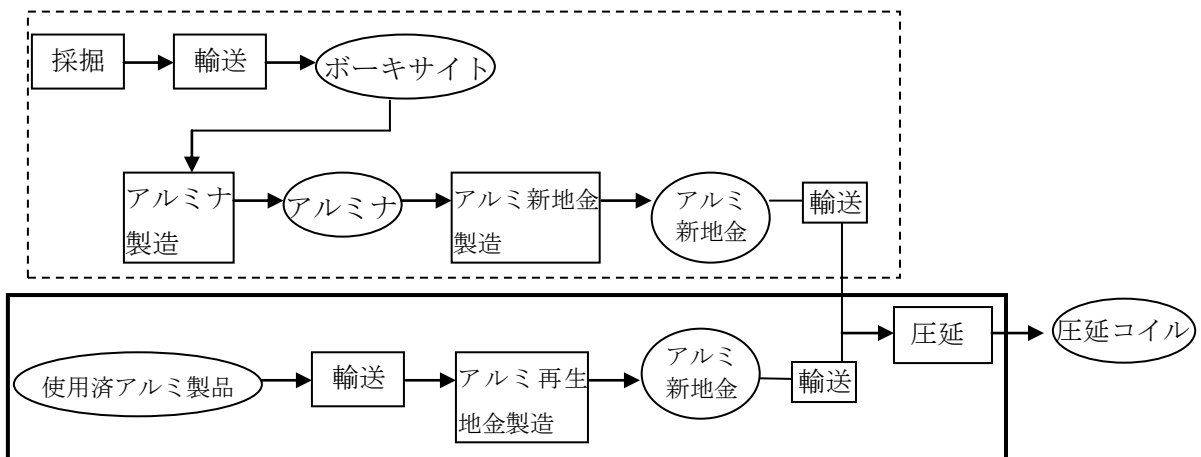 採掘
輸送
ボーキサイト
アルミナ
製造
アルミナ
アルミ新地金
製造
アルミ
新地金
輸送
使用済アルミ製品
輸送
アルミ再生
地金製造
アルミ
新地金
輸送
圧延
圧延コイル